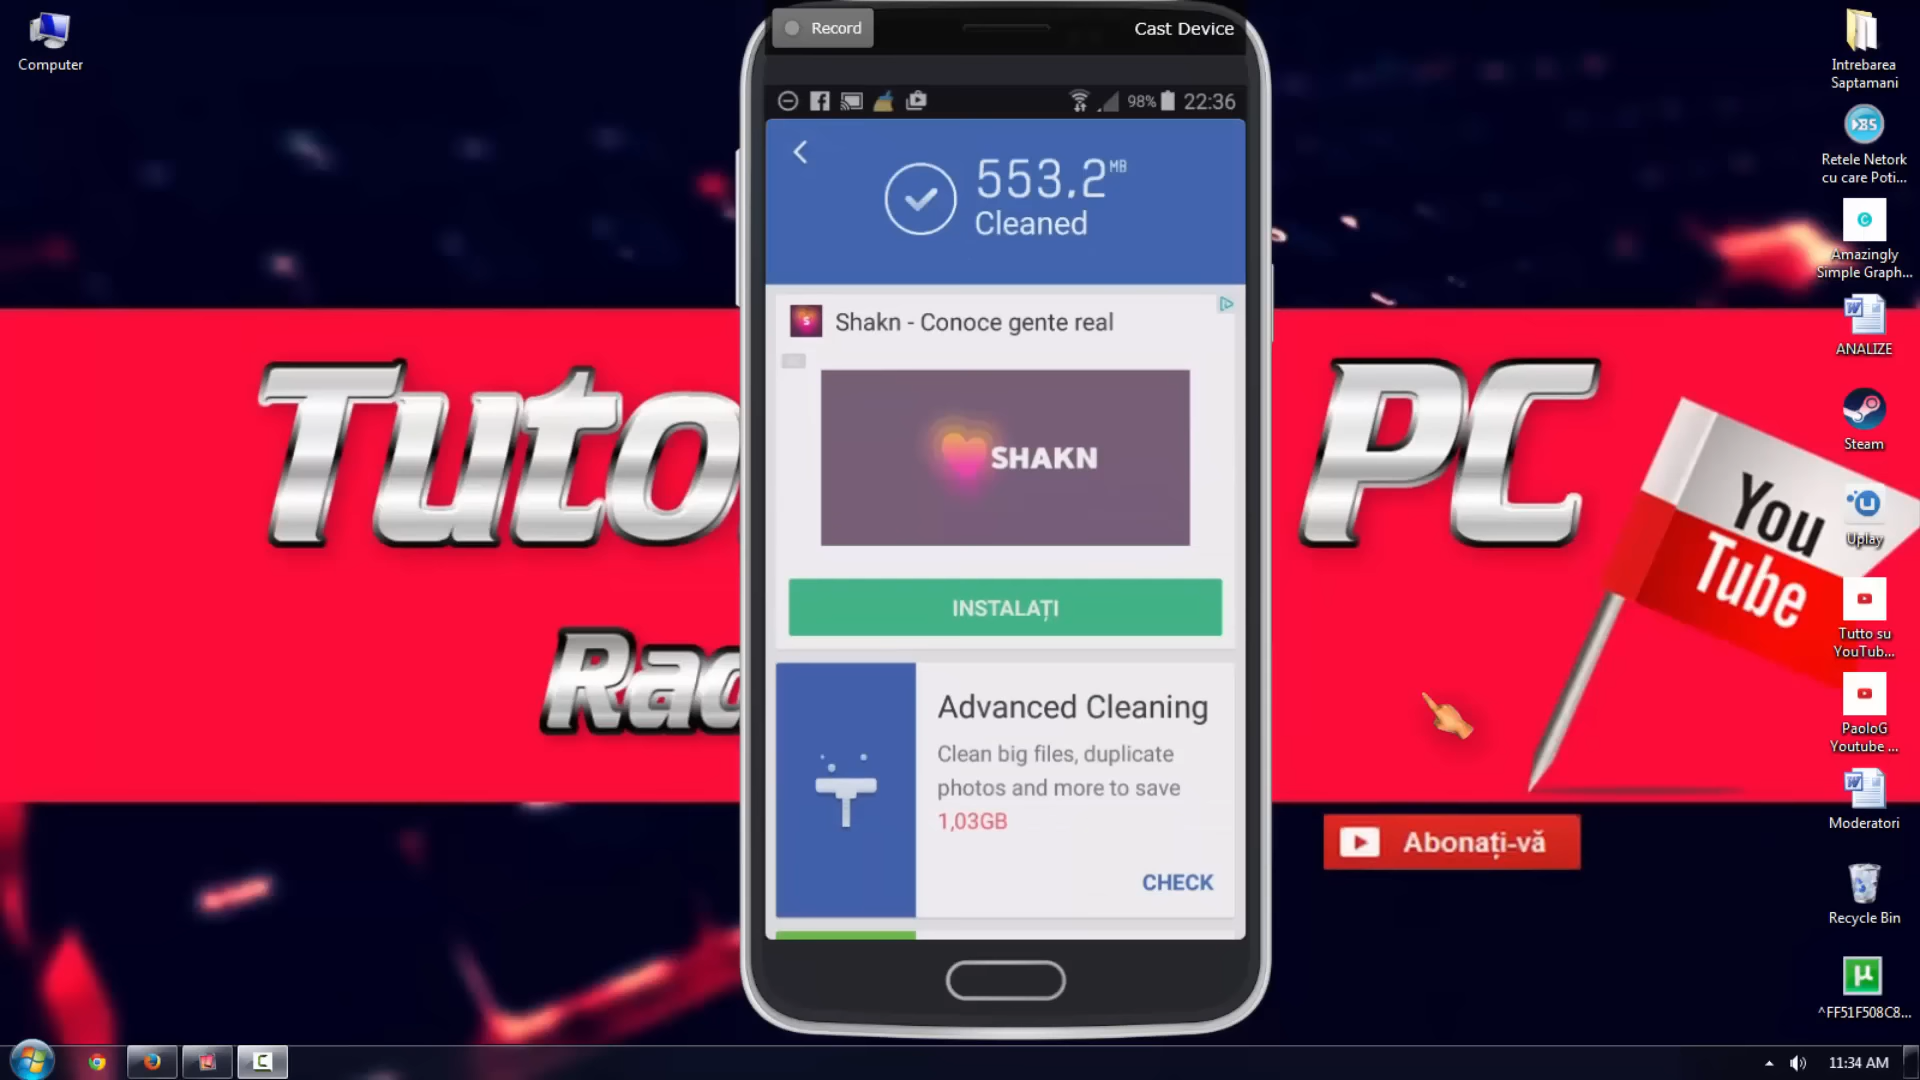 Computer
Record
Cast Device
98%
22:36
553,2 MB
Cleaned
Shakn - Conoce gente real
S
SHAKN
INSTALAȚI
Advanced Cleaning
Clean big files, duplicate
photos and more to save
1,03GB
CHECK
Tuto
PC
Rad
You
Tube
Abonați-vă
Intrebarea
Saptamani
BS
Retele Netork
cu care Poti...
C
Amazingly
Simple Graph...
ANALIZE
Steam
Uplay
Tutto su
YouTub...
PaoloG
Youtube ...
Moderatori
Recycle Bin
µ
^FF51F508C8...
11:34 AM